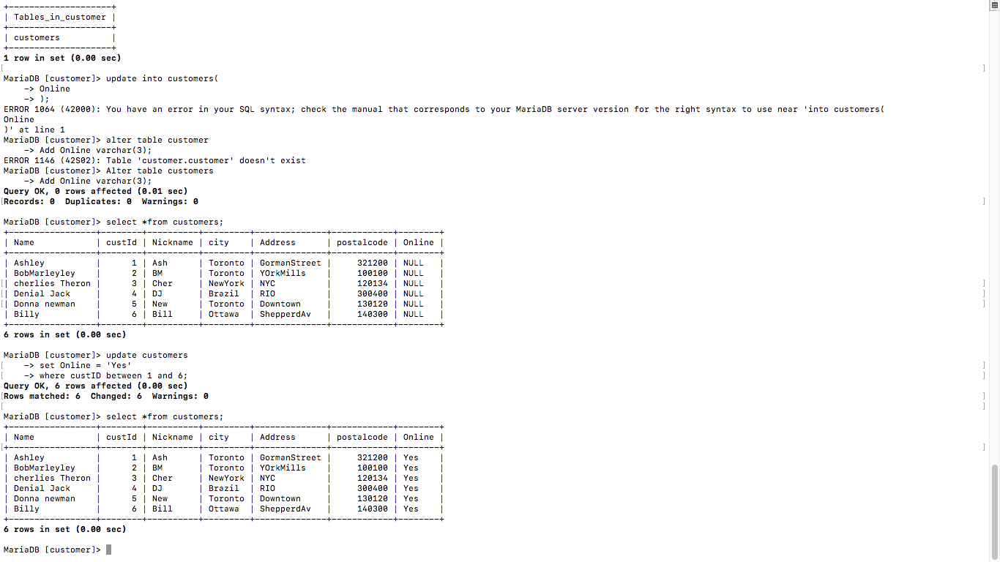 +--------------------+
| Tables_in_customer |
+--------------------+
| customers          |
+--------------------+
1 row in set (0.00 sec)
[ ]
MariaDB [customer]> update into customers(
    -> Online
    -> );
ERROR 1064 (42000): You have an error in your SQL syntax; check the manual that corresponds to your MariaDB server version for the right syntax to use near 'into customers(
Online
)' at line 1
MariaDB [customer]> alter table customer
    -> Add Online varchar(3);
ERROR 1146 (42S02): Table 'customer.customer' doesn't exist
MariaDB [customer]> Alter table customers
    -> Add Online varchar(3);
Query OK, 0 rows affected (0.01 sec)
[Records: 0  Duplicates: 0  Warnings: 0 ]

MariaDB [customer]> select *from customers;
+-----------------+--------+----------+---------+--------------+------------+--------+
| Name            | custId | Nickname | city    | Address      | postalcode | Online |
+-----------------+--------+----------+---------+--------------+------------+--------+
| Ashley          |      1 | Ash      | Toronto | GormanStreet |     321200 | NULL   |
| BobMarleyley    |      2 | BM       | Toronto | YOrkMills    |     100100 | NULL   |
[| cherlies Theron |      3 | Cher     | NewYork | NYC          |     120134 | NULL   | ]
[| Denial Jack     |      4 | DJ       | Brazil  | RIO          |     300400 | NULL   | ]
[| Donna newman    |      5 | New      | Toronto | Downtown     |     130120 | NULL   | ]
| Billy           |      6 | Bill     | Ottawa  | ShepperdAv   |     140300 | NULL   |
+-----------------+--------+----------+---------+--------------+------------+--------+
6 rows in set (0.00 sec)

MariaDB [customer]> update customers
[    -> set Online = 'Yes' ]
[    -> where custID between 1 and 6; ]
Query OK, 6 rows affected (0.00 sec)
[Rows matched: 6  Changed: 6  Warnings: 0 ]
[ ]
MariaDB [customer]> select *from customers;
+-----------------+--------+----------+---------+--------------+------------+--------+
| Name            | custId | Nickname | city    | Address      | postalcode | Online |
[+-----------------+--------+----------+---------+--------------+------------+--------+ ]
| Ashley          |      1 | Ash      | Toronto | GormanStreet |     321200 | Yes    |
| BobMarleyley    |      2 | BM       | Toronto | YOrkMills    |     100100 | Yes    |
| cherlies Theron |      3 | Cher     | NewYork | NYC          |     120134 | Yes    |
| Denial Jack     |      4 | DJ       | Brazil  | RIO          |     300400 | Yes    |
| Donna newman    |      5 | New      | Toronto | Downtown     |     130120 | Yes    |
| Billy           |      6 | Bill     | Ottawa  | ShepperdAv   |     140300 | Yes    |
+-----------------+--------+----------+---------+--------------+------------+--------+
6 rows in set (0.00 sec)

MariaDB [customer]>